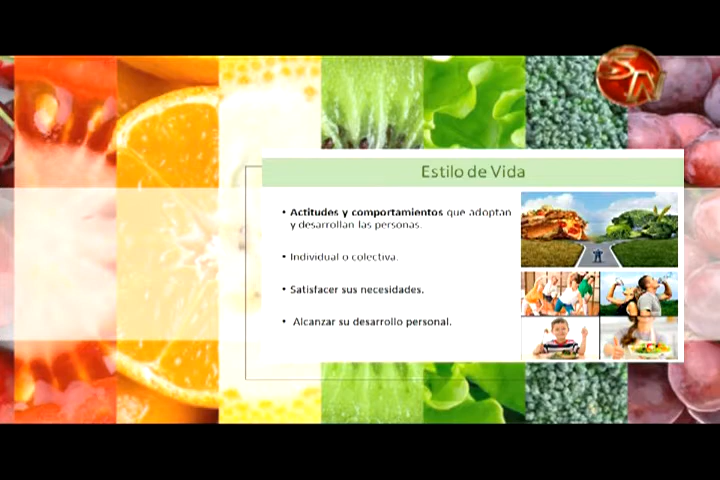 SN
Estilo de Vida
• Actitudes y comportamientos que adoptan
y desarrollan las personas.
• Individual o colectiva.
• Satisfacer sus necesidades.
• Alcanzar su desarrollo personal.